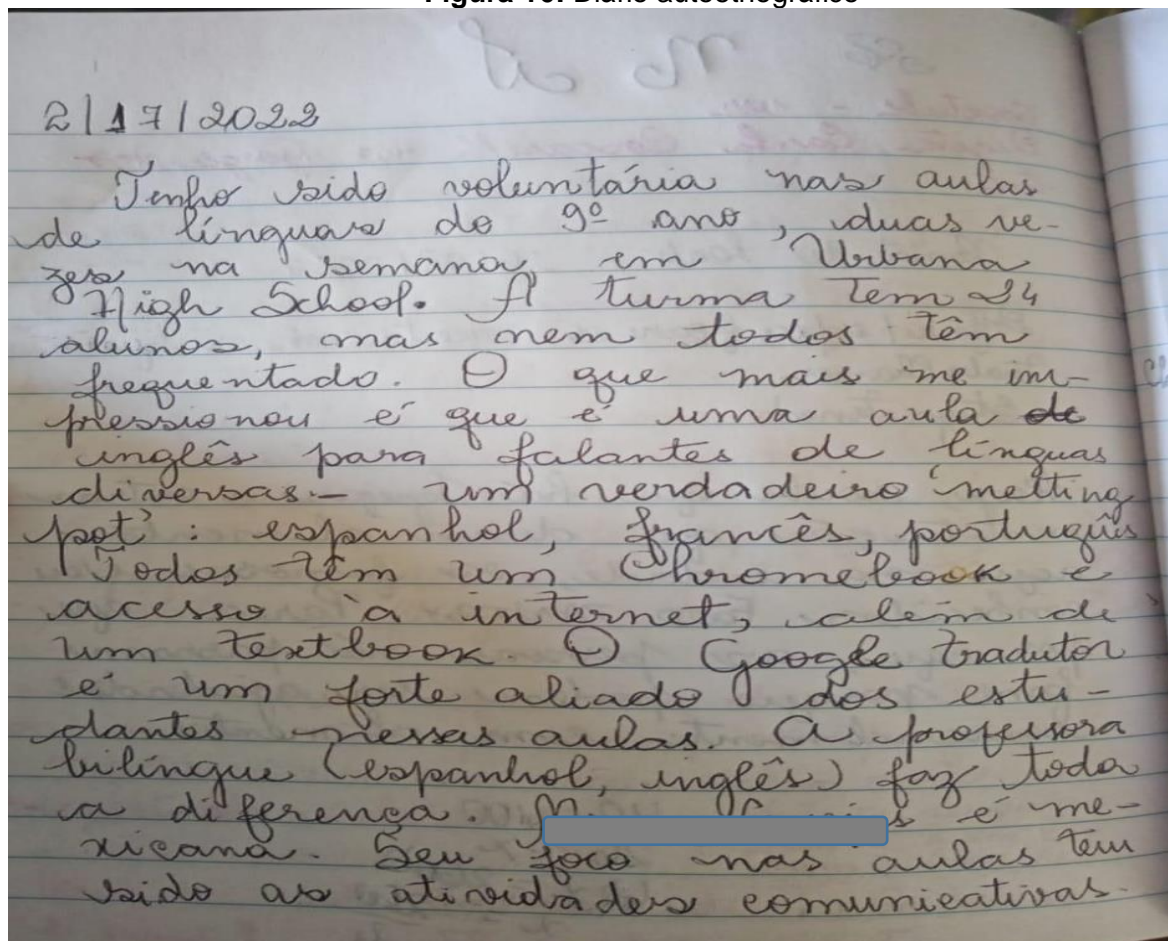 2/17/2022
Tenho sido voluntária nas aulas
de línguas do 9º ano, duas ve-
zes na semana, em Urbana
High School. A turma tem 24
alunos, mas nem todos têm
frequentado. O que mais me im-
pressionou é que é uma aula de
inglês para falantes de línguas
diversas - um verdadeiro 'melting
pot': espanhol, francês, português
Todos têm um Chromebook e
acesso à internet, além de
um textbook. O Google tradutor
é um forte aliado dos estu-
dantes nessas aulas. A professora
bilíngue (espanhol, inglês) faz toda
a diferença. é me-
xicana. Seu foco nas aulas tem
sido as atividades comunicativas.